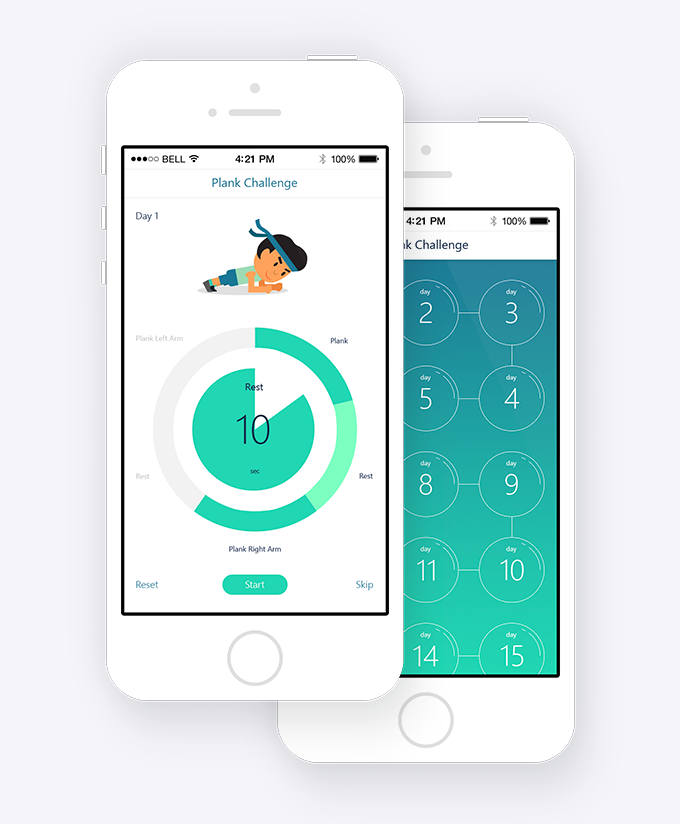 BELL 4:21 PM 100%
Plank Challenge
Day 1
Plank Left Arm
Plank
Rest
10
sec
Rest
Rest
Plank Right Arm
Reset
Start
Skip
4:21 PM 100%
nk Challenge
day
2
day
3
day
5
day
4
day
8
day
9
day
11
day
10
day
14
day
15